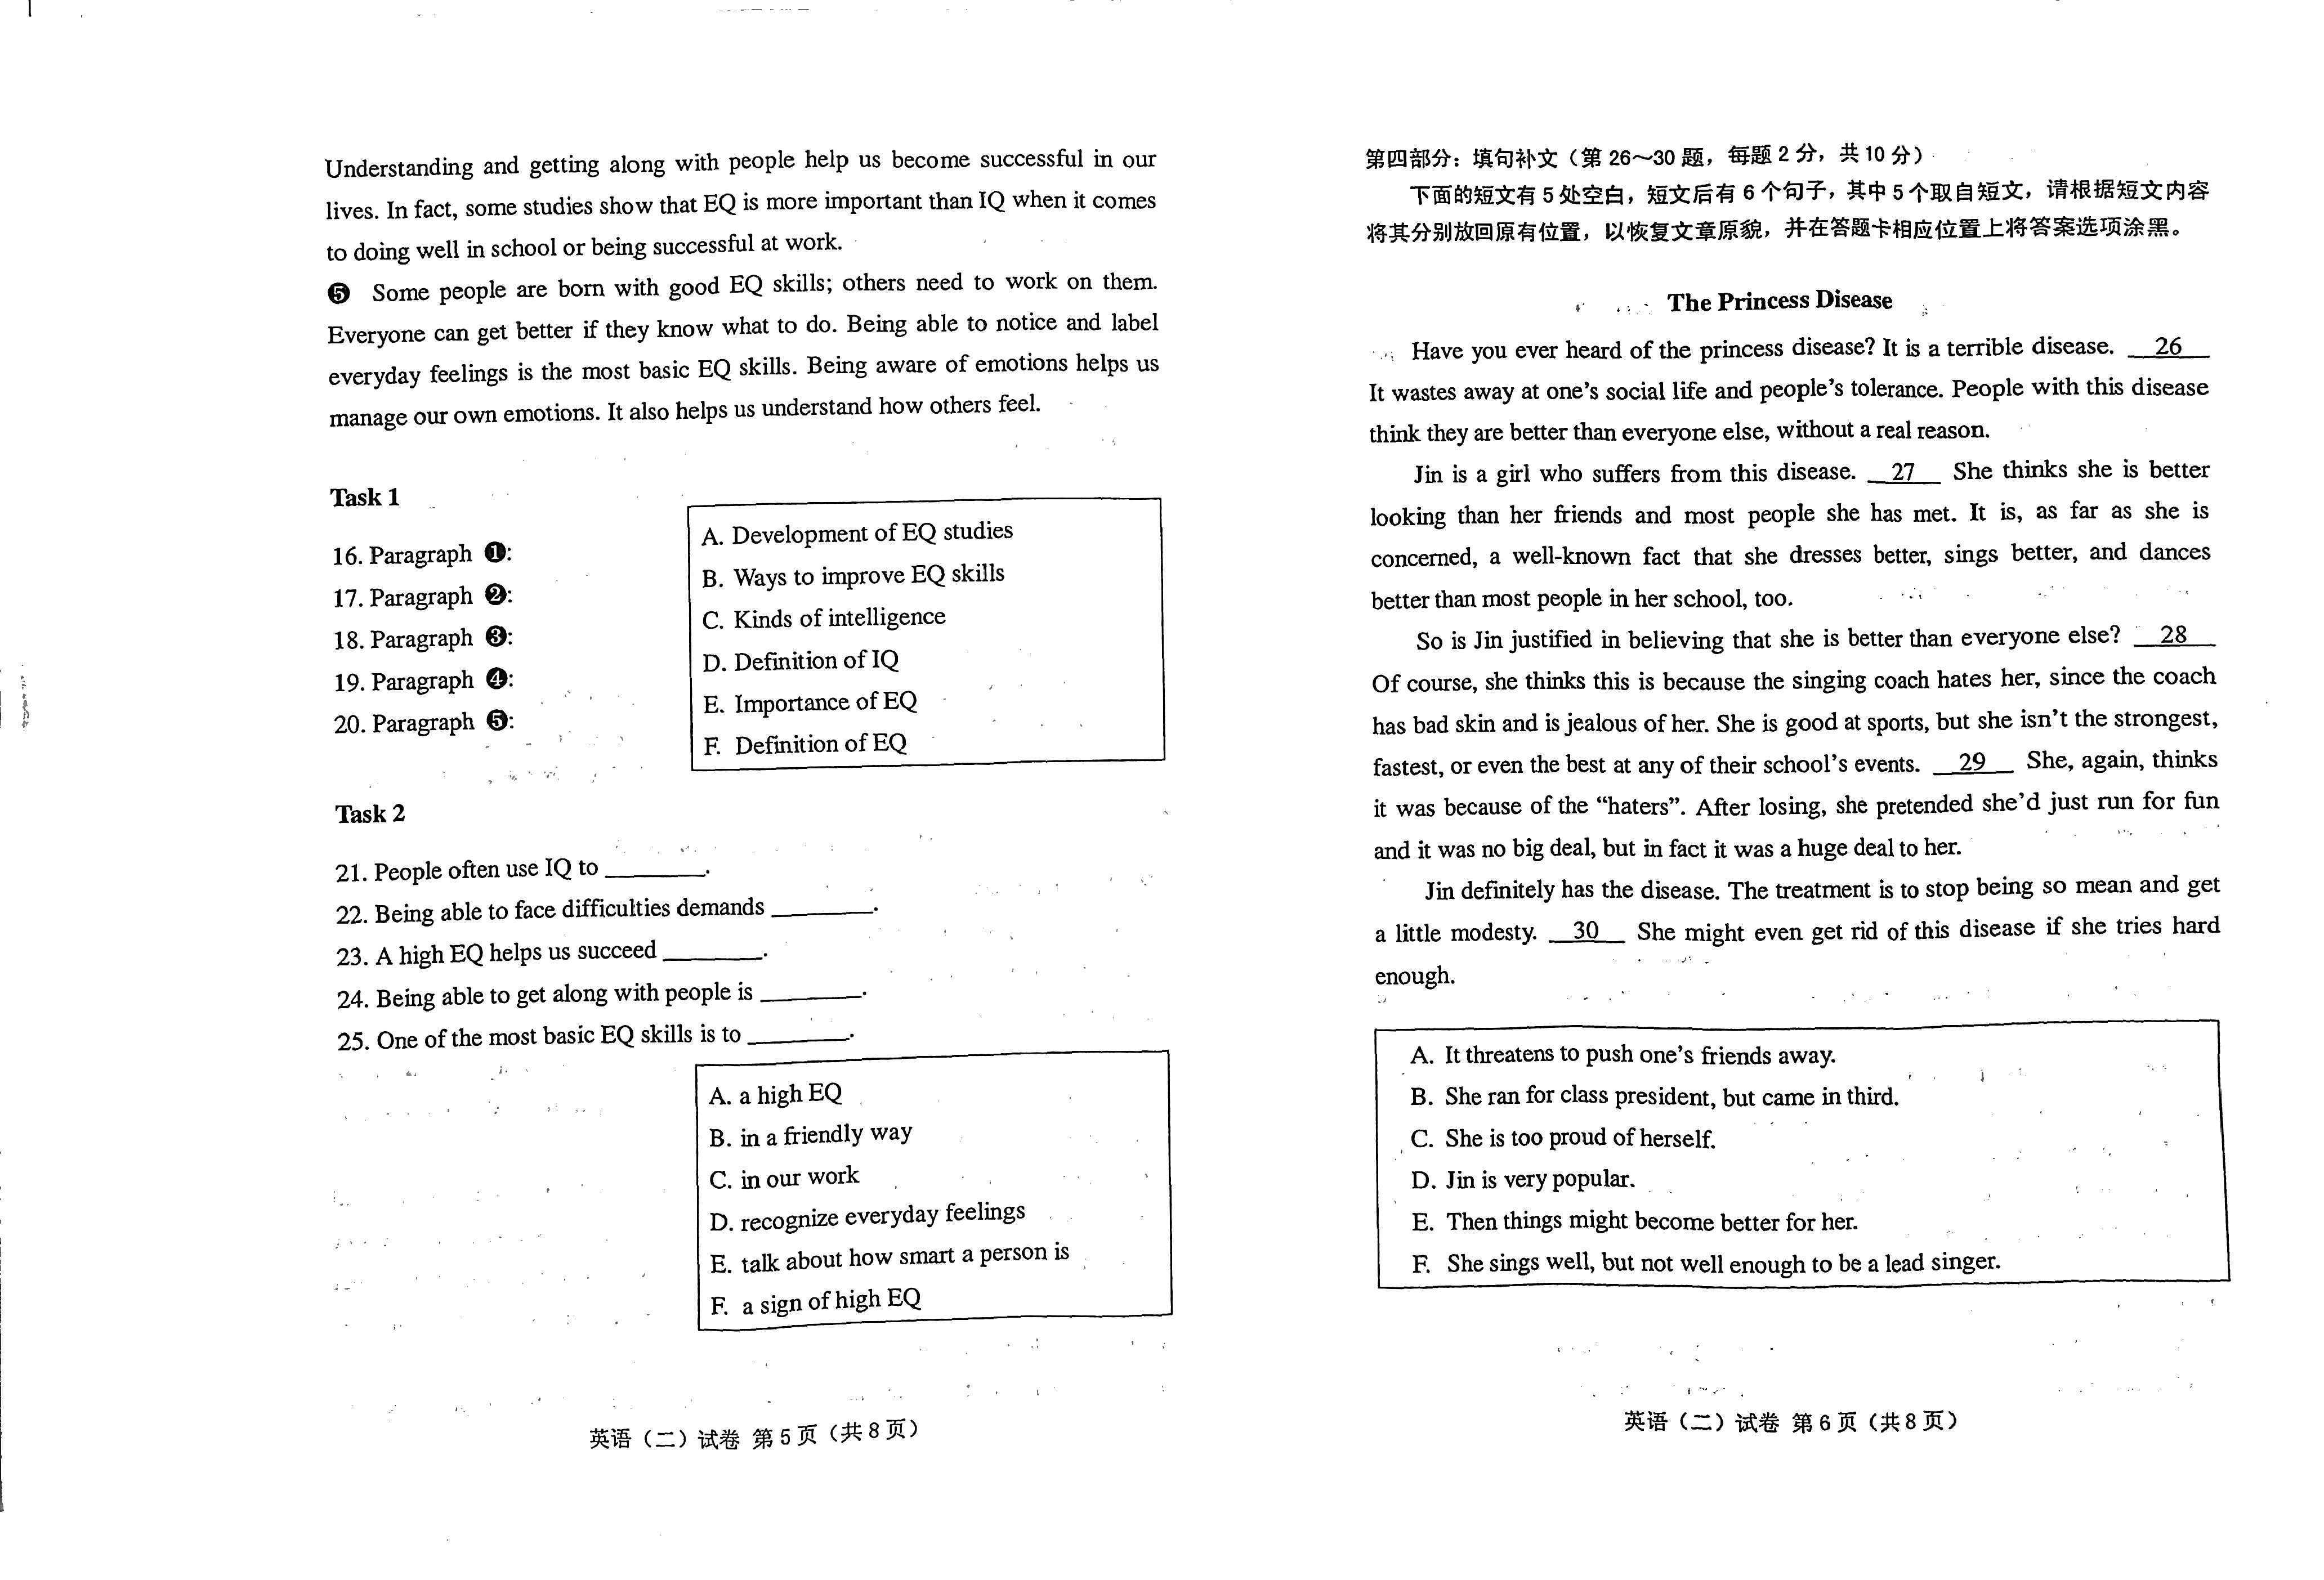 Understanding and getting along with people help us become successful in our
lives. In fact, some studies show that EQ is more important than IQ when it comes
to doing well in school or being successful at work.
❺ Some people are born with good EQ skills; others need to work on them.
Everyone can get better if they know what to do. Being able to notice and label
everyday feelings is the most basic EQ skills. Being aware of emotions helps us
manage our own emotions. It also helps us understand how others feel.
Task 1
16. Paragraph ❶:
17. Paragraph ❷:
18. Paragraph ❸:
19. Paragraph ❹:
20. Paragraph ❺:
A. Development of EQ studies
B. Ways to improve EQ skills
C. Kinds of intelligence
D. Definition of IQ
E. Importance of EQ
F. Definition of EQ
Task 2
21. People often use IQ to ________.
22. Being able to face difficulties demands ________.
23. A high EQ helps us succeed ________.
24. Being able to get along with people is ________.
25. One of the most basic EQ skills is to ________.
A. a high EQ
B. in a friendly way
C. in our work
D. recognize everyday feelings
E. talk about how smart a person is
F. a sign of high EQ
英语（二）试卷 第 5 页（共 8 页）
第四部分：填句补文（第 26～30 题，每题 2 分，共 10 分）
下面的短文有 5 处空白，短文后有 6 个句子，其中 5 个取自短文，请根据短文内容
将其分别放回原有位置，以恢复文章原貌，并在答题卡相应位置上将答案选项涂黑。
The Princess Disease
Have you ever heard of the princess disease? It is a terrible disease. __26__
It wastes away at one's social life and people's tolerance. People with this disease
think they are better than everyone else, without a real reason.
Jin is a girl who suffers from this disease. __27__ She thinks she is better
looking than her friends and most people she has met. It is, as far as she is
concerned, a well-known fact that she dresses better, sings better, and dances
better than most people in her school, too.
So is Jin justified in believing that she is better than everyone else? __28__
Of course, she thinks this is because the singing coach hates her, since the coach
has bad skin and is jealous of her. She is good at sports, but she isn't the strongest,
fastest, or even the best at any of their school's events. __29__ She, again, thinks
it was because of the “haters”. After losing, she pretended she'd just run for fun
and it was no big deal, but in fact it was a huge deal to her.
Jin definitely has the disease. The treatment is to stop being so mean and get
a little modesty. __30__ She might even get rid of this disease if she tries hard
enough.
A. It threatens to push one's friends away.
B. She ran for class president, but came in third.
C. She is too proud of herself.
D. Jin is very popular.
E. Then things might become better for her.
F. She sings well, but not well enough to be a lead singer.
英语（二）试卷 第 6 页（共 8 页）